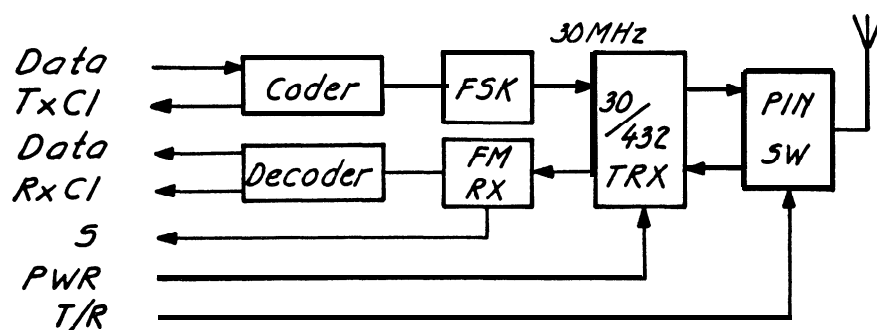 30MHz
Data
TxCl
Coder
FSK
30/432
TRX
PIN
SW
Data
RxCl
Decoder
FM
RX
S
PWR
T/R